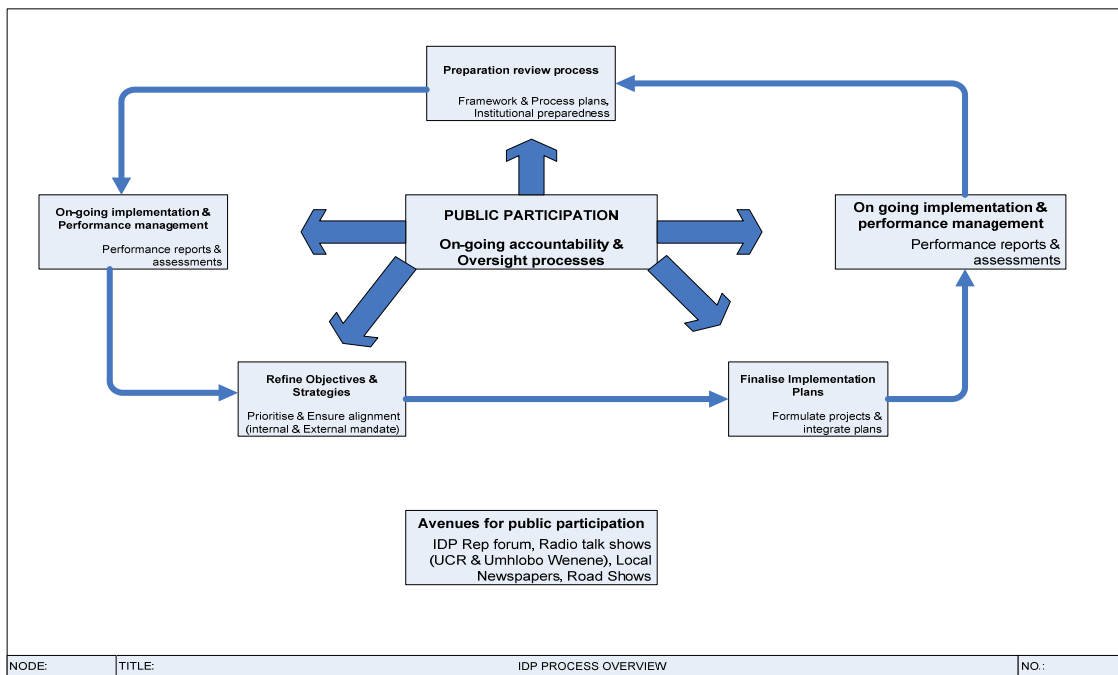 Preparation review process
Framework & Process plans,
Institutional preparedness
On-going implementation &
Performance management
Performance reports &
assessments
PUBLIC PARTICIPATION
On-going accountability &
Oversight processes
On going implementation &
performance management
Performance reports &
assessments
Refine Objectives &
Strategies
Prioritise & Ensure alignment
(internal & External mandate)
Finalise Implementation
Plans
Formulate projects &
integrate plans
Avenues for public participation
IDP Rep forum, Radio talk shows
(UCR & Umhlobo Wenene), Local
Newspapers, Road Shows
NODE: TITLE: IDP PROCESS OVERVIEW NO.: